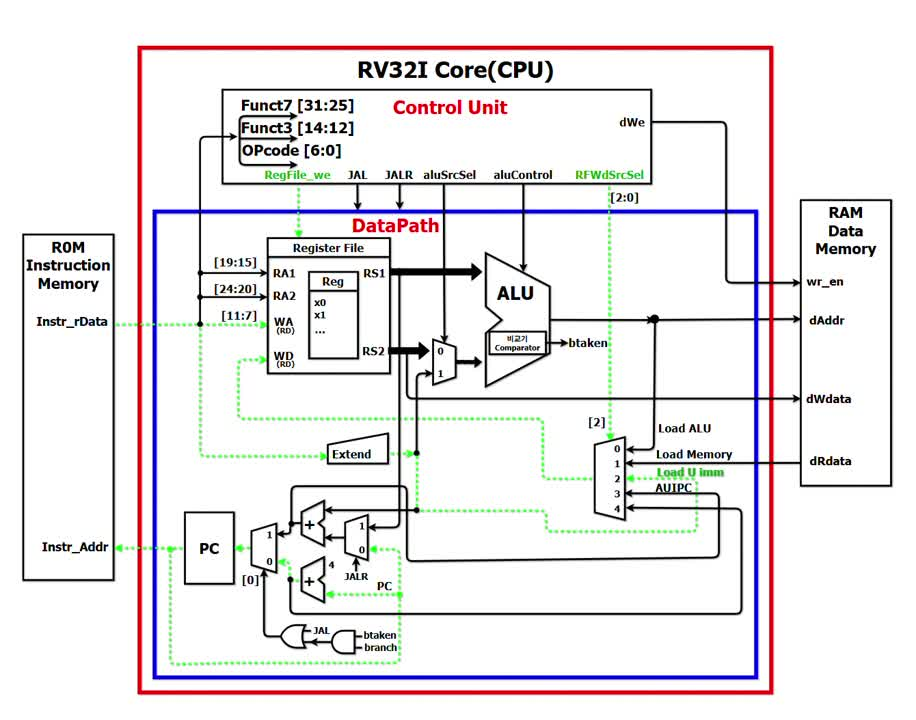 RV32I Core(CPU)
Control Unit
Funct7 [31:25]
Funct3 [14:12]
OPcode [6:0]
dWe
RegFile_we
JAL
JALR
aluSrcSel
aluControl
RFWdSrcSel
[2:0]
DataPath
R0M
Instruction
Memory
Instr_rData
Instr_Addr
RAM
Data
Memory
wr_en
dAddr
dWdata
dRdata
Register File
[19:15]
RA1
[24:20]
RA2
[11:7]
WA
(RD)
WD
(RD)
Reg
x0
x1
...
RS1
RS2
0
1
ALU
비교기
Comparator
btaken
[2]
Load ALU
Load Memory
Load U imm
AUIPC
0
1
2
3
4
Extend
PC
1
0
[0]
+
+
4
1
0
JALR
PC
JAL
btaken
branch